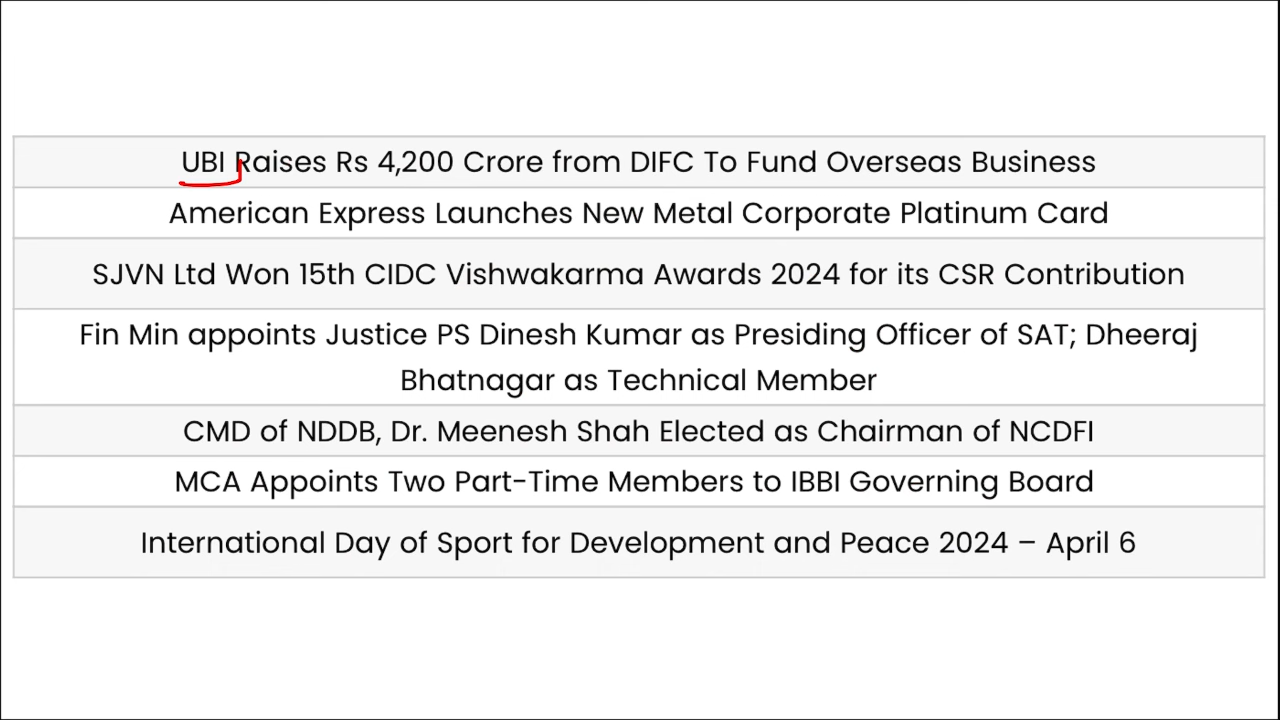 UBI Raises Rs 4,200 Crore from DIFC To Fund Overseas Business
American Express Launches New Metal Corporate Platinum Card
SJVN Ltd Won 15th CIDC Vishwakarma Awards 2024 for its CSR Contribution
Fin Min appoints Justice PS Dinesh Kumar as Presiding Officer of SAT; Dheeraj
Bhatnagar as Technical Member
CMD of NDDB, Dr. Meenesh Shah Elected as Chairman of NCDFI
MCA Appoints Two Part-Time Members to IBBI Governing Board
International Day of Sport for Development and Peace 2024 – April 6